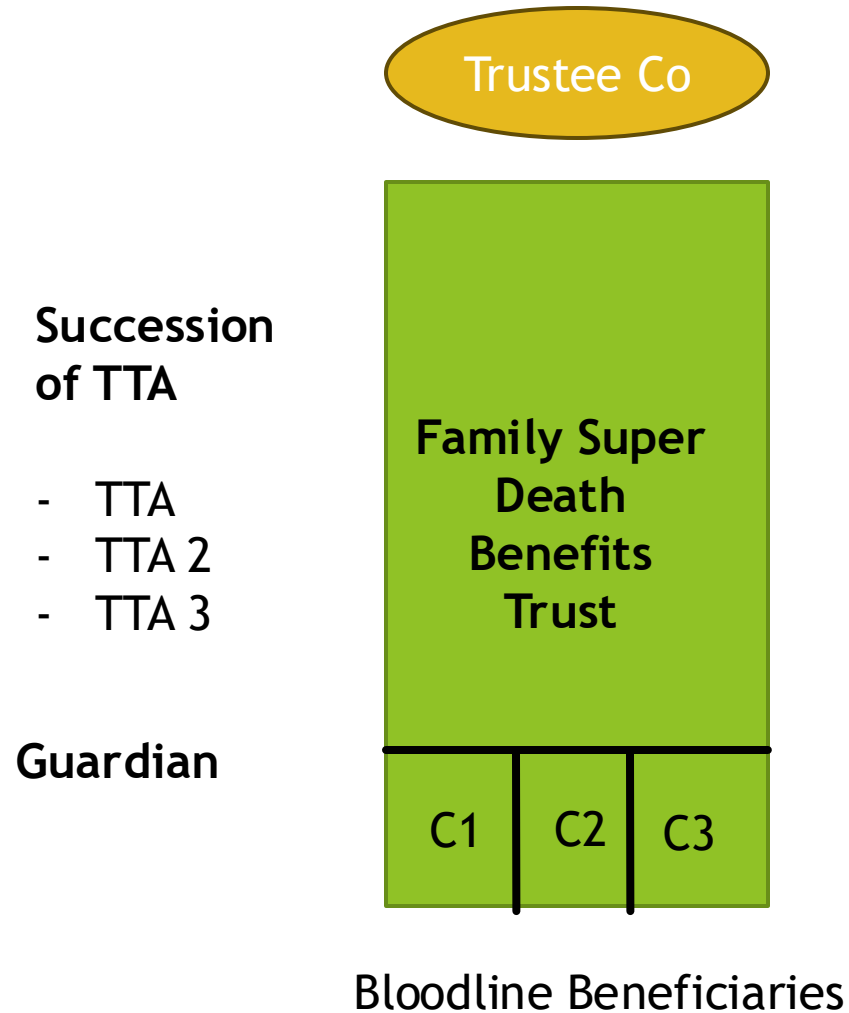 Trustee Co
Succession
of TTA
- TTA
- TTA 2
- TTA 3
Guardian
Family Super
Death
Benefits
Trust
C1 C2 C3
Bloodline Beneficiaries